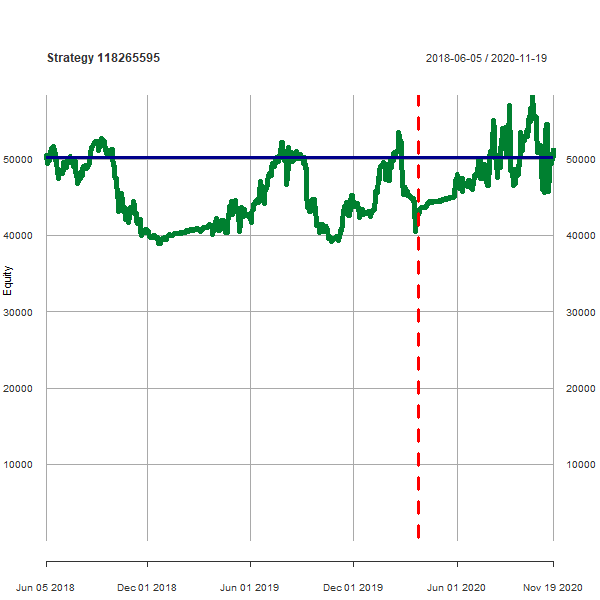 Strategy 118265595
2018-06-05 / 2020-11-19
50000
50000
40000
40000
Equity
30000
30000
20000
20000
10000
10000
Jun 05 2018
Dec 01 2018
Jun 01 2019
Dec 01 2019
Jun 01 2020
Nov 19 2020